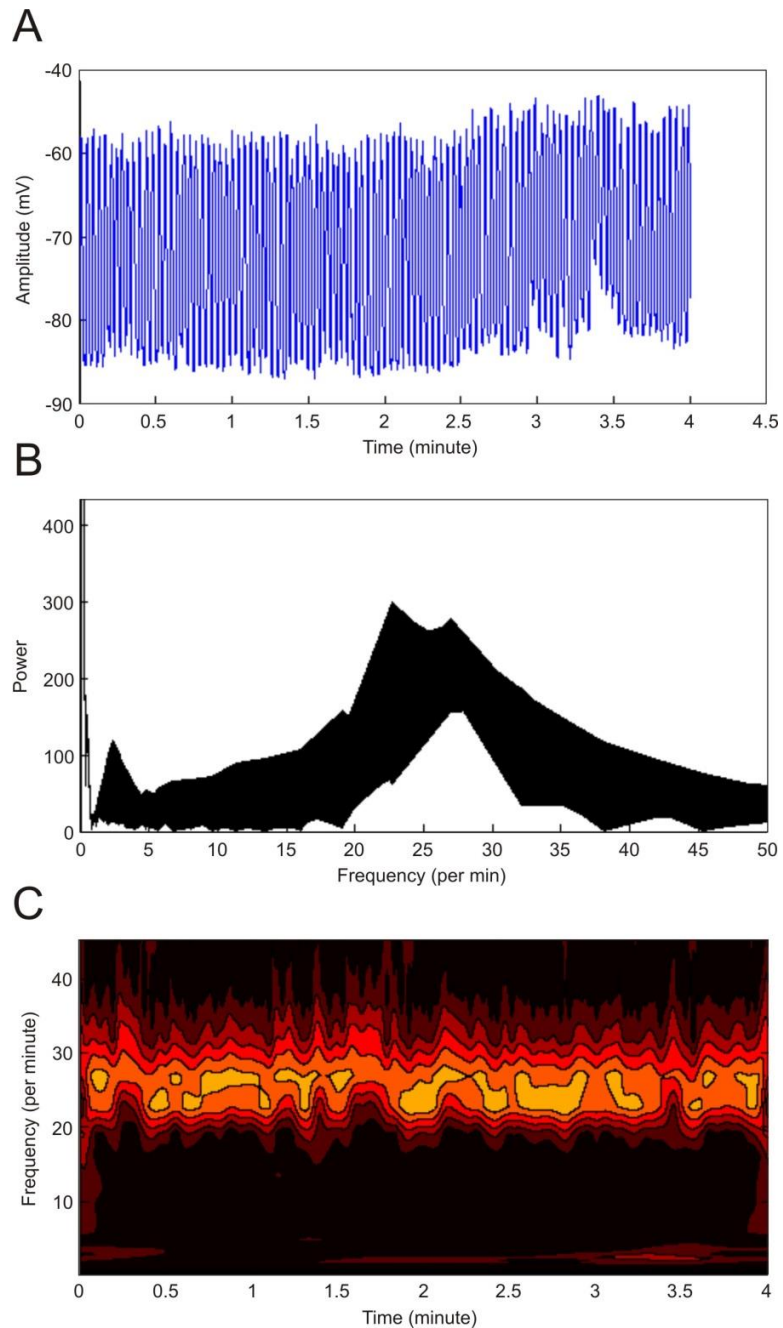 A
-40
-60
-70
-80
-90
Amplitude (mV)
0 0.5 1 1.5 2 2.5 3 3.5 4 4.5
Time (minute)
B
400
300
200
100
0
Power
0 5 10 15 20 25 30 35 40 45 50
Frequency (per min)
C
40
30
20
10
Frequency (per minute)
0 0.5 1 1.5 2 2.5 3 3.5 4
Time (minute)